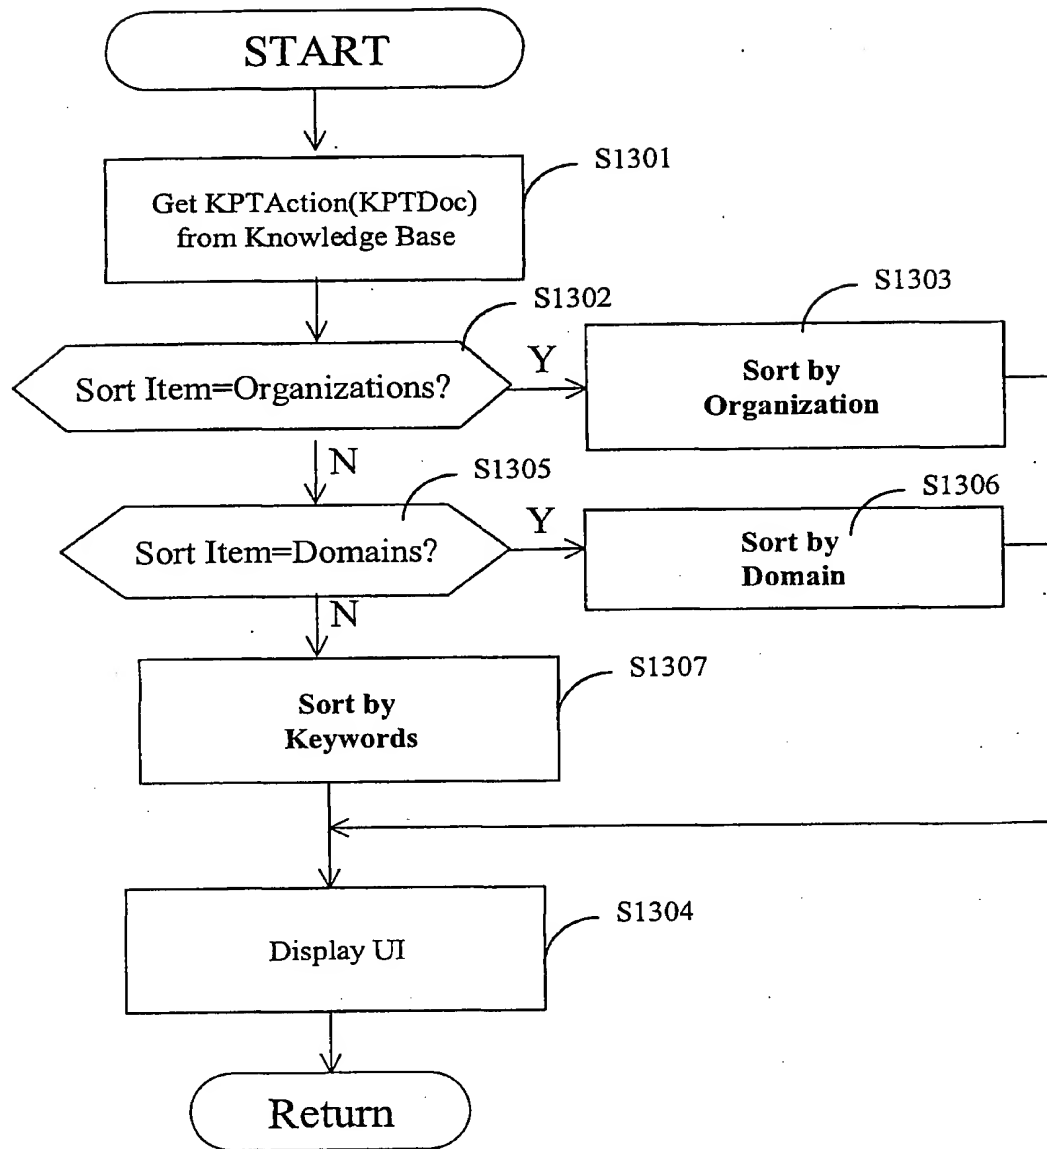 START
S1301
Get KPTAction(KPTDoc)
from Knowledge Base
S1302
S1303
Sort Item=Organizations?
Y
Sort by
Organization
N
S1305
S1306
Sort Item=Domains?
Y
Sort by
Domain
N
S1307
Sort by
Keywords
S1304
Display UI
Return